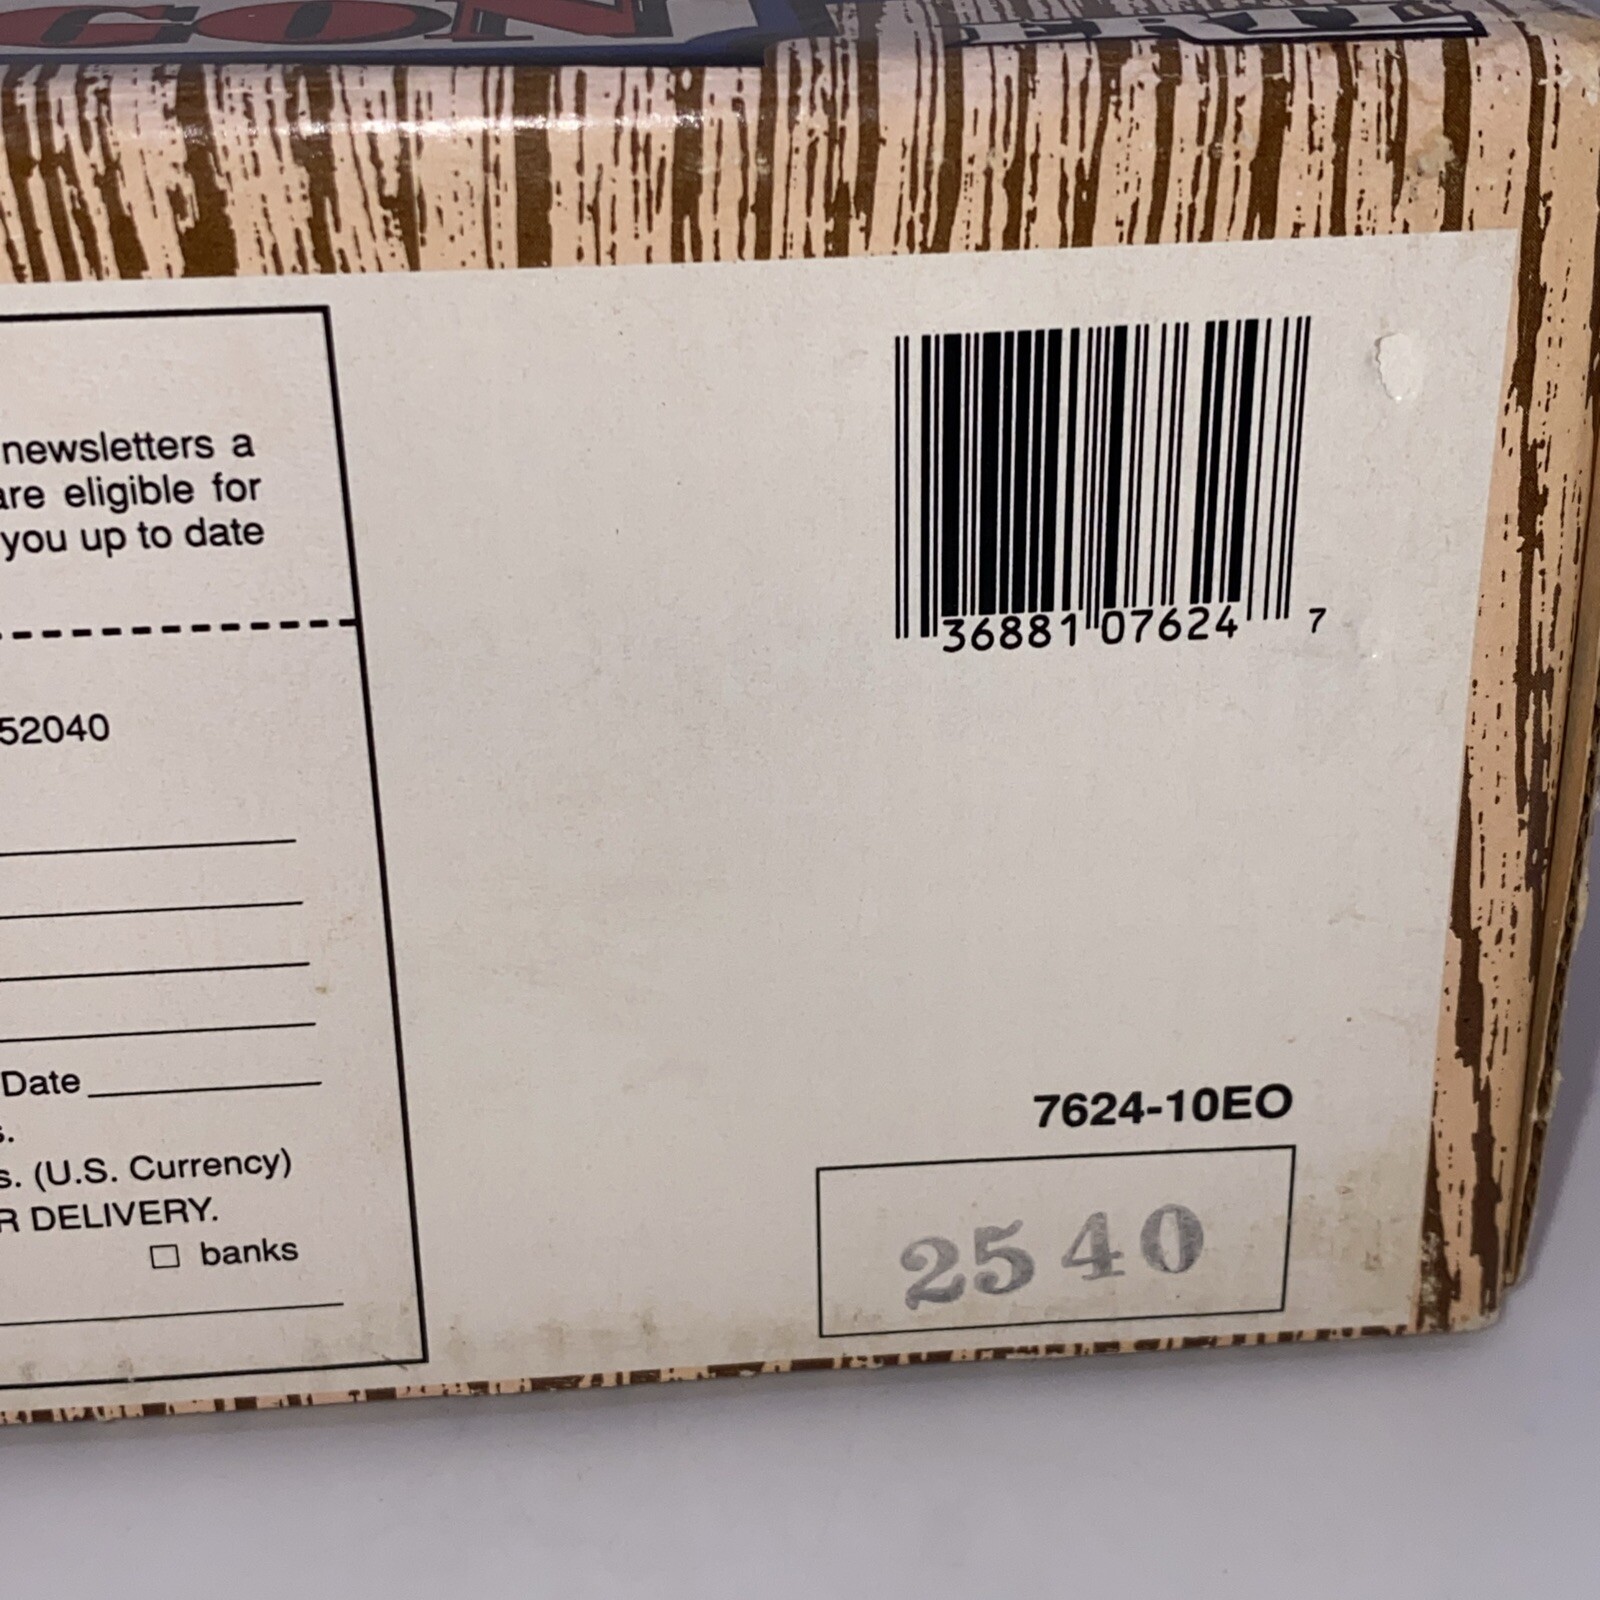 GON
ERTL
newsletters a
are eligible for
you up to date
52040
Date
s.
s. (U.S. Currency)
R DELIVERY.
□ banks
36881 07624 7
7624-10EO
2540